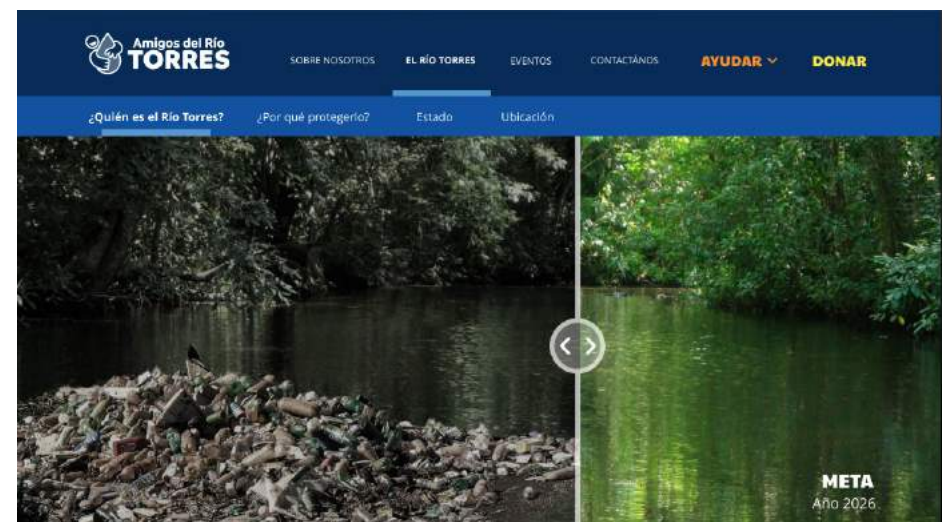 Amigos del Río
TORRES
SOBRE NOSOTROS
EL RÍO TORRES
EVENTOS
CONTACTÁNOS
AYUDAR
DONAR
¿Quién es el Río Torres?
¿Por qué protegerlo?
Estado
Ubicación
META
Año 2026